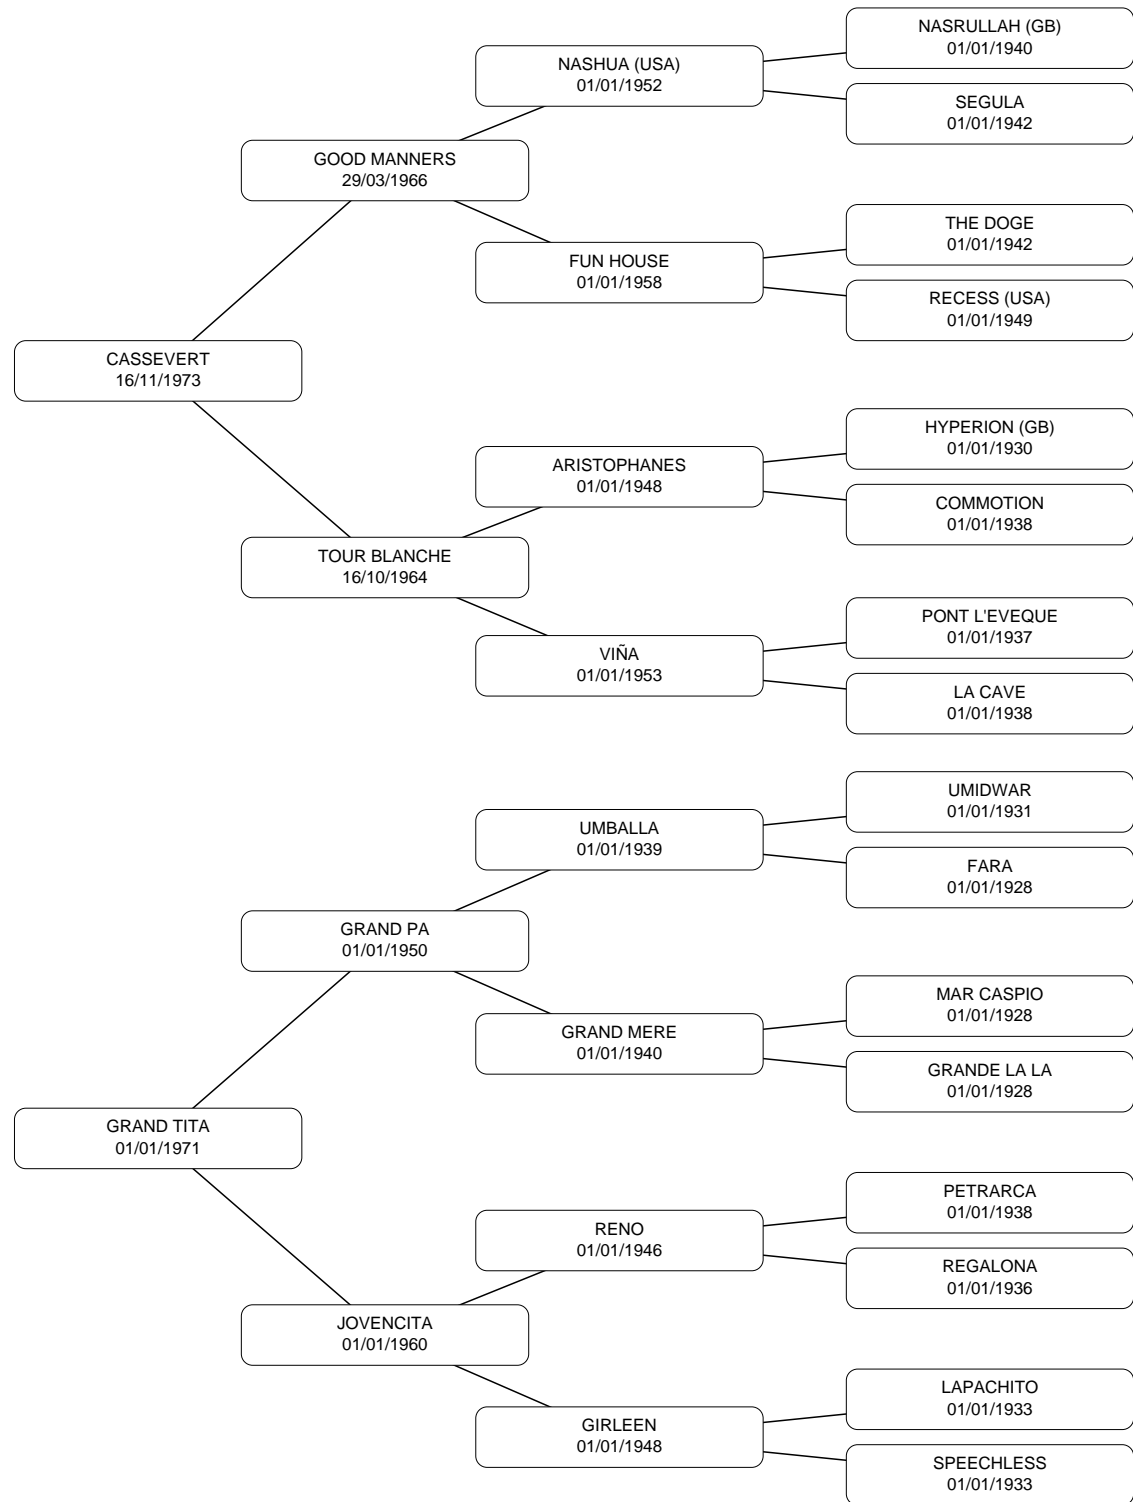 NASRULLAH (GB)
01/01/1940
NASHUA (USA)
01/01/1952
SEGULA
01/01/1942
GOOD MANNERS
29/03/1966
THE DOGE
01/01/1942
FUN HOUSE
01/01/1958
RECESS (USA)
01/01/1949
CASSEVERT
16/11/1973
HYPERION (GB)
01/01/1930
ARISTOPHANES
01/01/1948
COMMOTION
01/01/1938
TOUR BLANCHE
16/10/1964
PONT L'EVEQUE
01/01/1937
VIÑA
01/01/1953
LA CAVE
01/01/1938
UMIDWAR
01/01/1931
UMBALLA
01/01/1939
FARA
01/01/1928
GRAND PA
01/01/1950
MAR CASPIO
01/01/1928
GRAND MERE
01/01/1940
GRANDE LA LA
01/01/1928
GRAND TITA
01/01/1971
PETRARCA
01/01/1938
RENO
01/01/1946
REGALONA
01/01/1936
JOVENCITA
01/01/1960
LAPACHITO
01/01/1933
GIRLEEN
01/01/1948
SPEECHLESS
01/01/1933